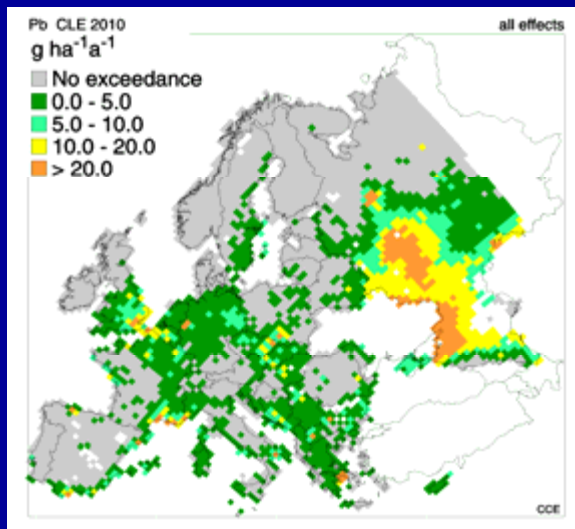 Pb CLE 2010
all effects
g ha⁻¹a⁻¹
No exceedance
0.0 - 5.0
5.0 - 10.0
10.0 - 20.0
> 20.0
CCE